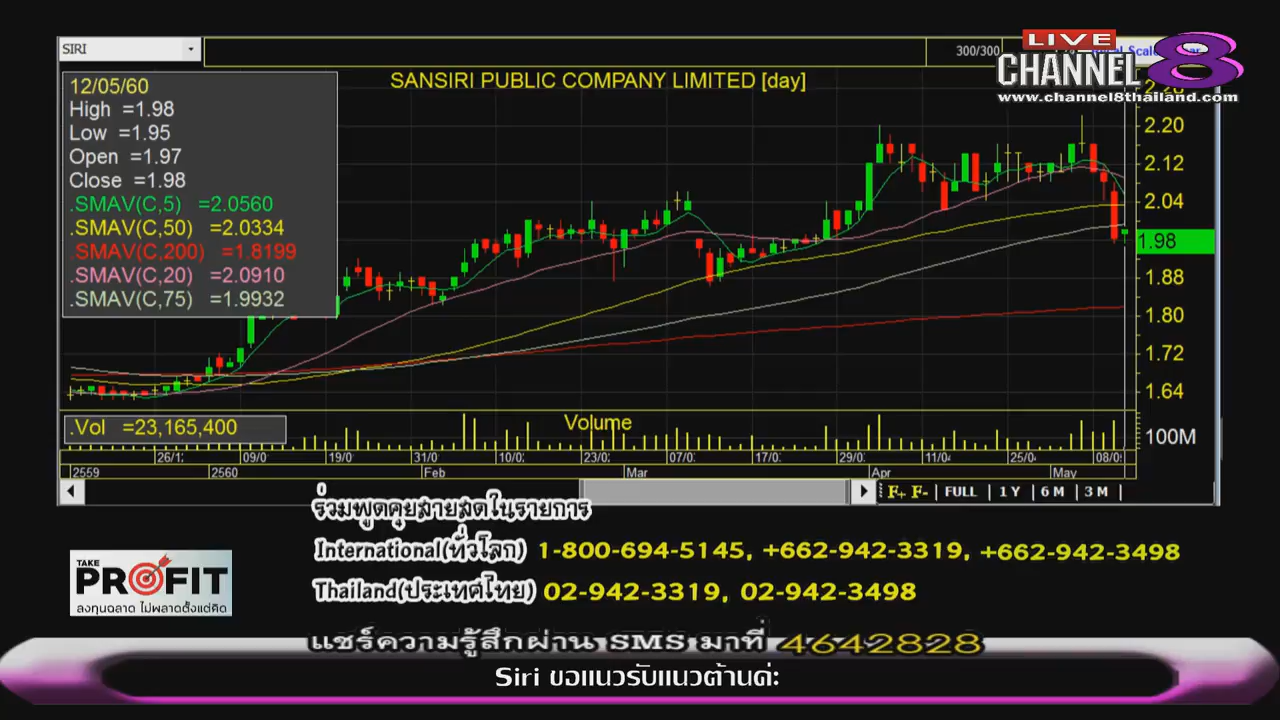 SIRI
300/300
LIVE
CHANNEL 8
www.channel8thailand.com
SANSIRI PUBLIC COMPANY LIMITED [day]
12/05/60
High =1.98
Low =1.95
Open =1.97
Close =1.98
.SMAV(C,5) =2.0560
.SMAV(C,50) =2.0334
.SMAV(C,200) =1.8199
.SMAV(C,20) =2.0910
.SMAV(C,75) =1.9932
2.20
2.12
2.04
1.98
1.88
1.80
1.72
1.64
.Vol =23,165,400
Volume
100M
26/1; 09/0 19/0 31/0 10/0; 23/0; 07/0; 17/0; 29/0; 11/04 25/04 08/0
2559 2560 Feb Mar Apr May
F+ F- FULL 1 Y 6 M 3 M
ร่วมพูดคุยสายสดในรายการ
International(ทั่วโลก) 1-800-694-5145, +662-942-3319, +662-942-3498
Thailand(ประเทศไทย) 02-942-3319, 02-942-3498
TAKE
PROFIT
ลงทุนฉลาด ไม่พลาดตั้งแต่คิด
แชร์ความรู้สึกผ่าน SMS มาที่ 4642828
Siri ขอแนวรับแนวต้านค่ะ